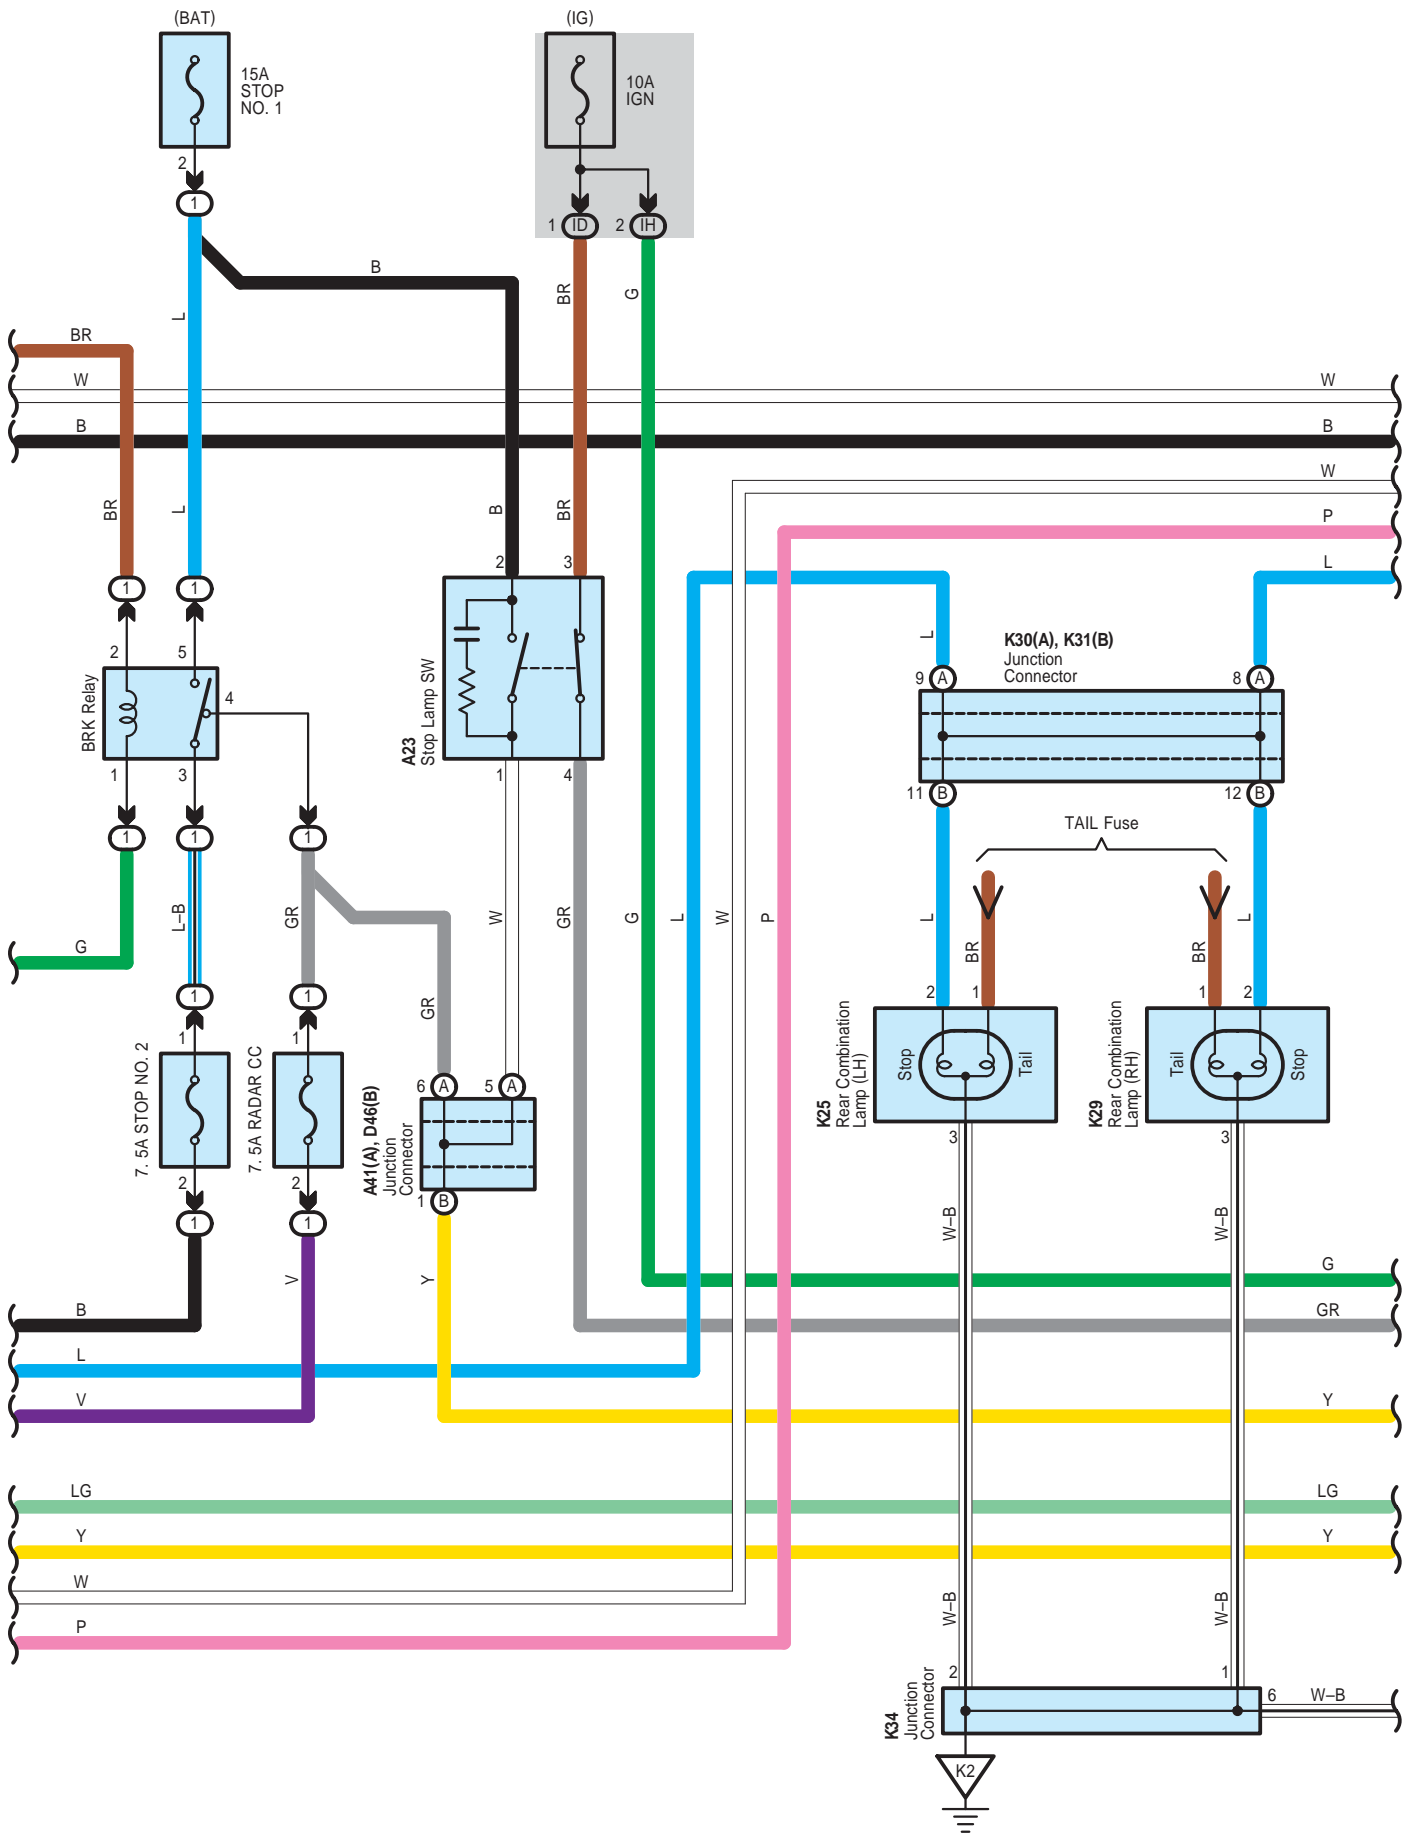 (BAT)
(IG)
15A
STOP
NO. 1
10A
IGN
2
1
1 ID
2 IH
B
L
BR
G
BR
W
W
B
B
W
P
L
BR
L
B
BR
1
1
2
3
2
5
4
BRK Relay
1
3
A23
Stop Lamp SW
1
4
L
K30(A), K31(B)
Junction
Connector
9 A
8 A
11 B
12 B
TAIL Fuse
1
1
1
L–B
GR
W
GR
G
L
W
P
L
BR
BR
L
G
1
1
GR
1
1
7. 5A STOP NO. 2
7. 5A RADAR CC
2
2
1
1
6 A
5 A
A41(A), D46(B)
Junction
Connector
1 B
2
1
1
2
K25
Rear Combination
Lamp (LH)
Stop
Tail
K29
Rear Combination
Lamp (RH)
Tail
Stop
3
3
W–B
W–B
V
Y
G
B
GR
L
V
Y
LG
LG
Y
Y
W
P
W–B
W–B
2
1
K34
Junction
Connector
6
W–B
K2